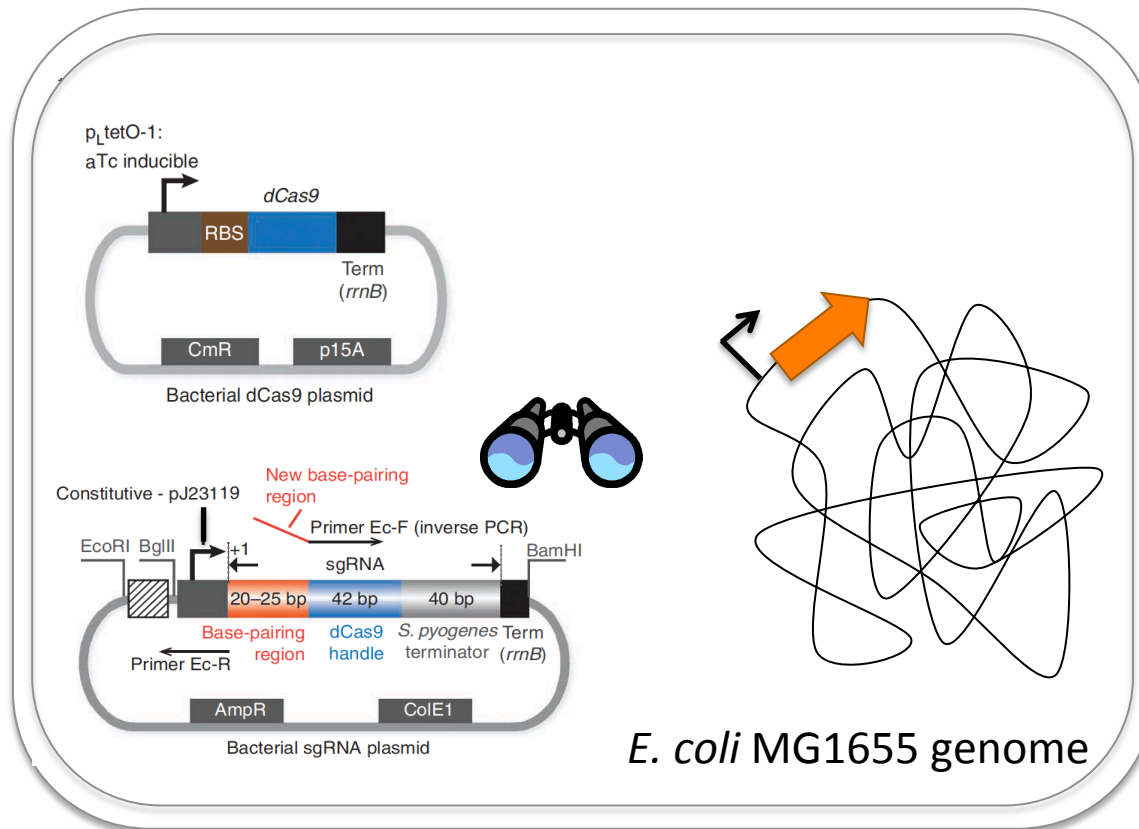 pLtetO-1:
aTc inducible
dCas9
RBS
Term
(rrnB)
CmR
p15A
Bacterial dCas9 plasmid
New base-pairing
region
Constitutive - pJ23119
Primer Ec-F (inverse PCR)
EcoRI
BglII
+1
sgRNA
BamHI
20–25 bp
42 bp
40 bp
Base-pairing
region
dCas9
handle
S. pyogenes
terminator
Term
(rrnB)
Primer Ec-R
AmpR
ColE1
Bacterial sgRNA plasmid
E. coli MG1655 genome